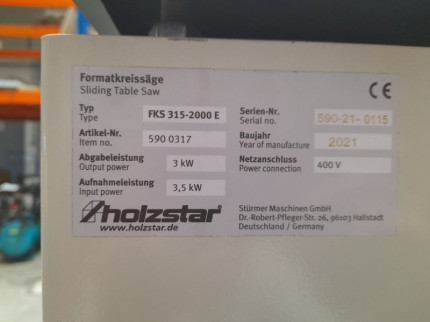 Formatkreissäge
Sliding Table Saw
CE
Typ
Type
FKS 315-2000 E
Serien-Nr.
Serial no.
590-21- 0115
Artikel-Nr.
Item no.
590 0317
Baujahr
Year of manufacture
2021
Abgabeleistung
Output power
3 kW
Netzanschluss
Power connection
400 V
Aufnahmeleistung
Input power
3,5 kW
holzstar®
www.holzstar.de
Stürmer Maschinen GmbH
Dr.-Robert-Pfleger-Str. 26, 96103 Hallstadt
Deutschland / Germany